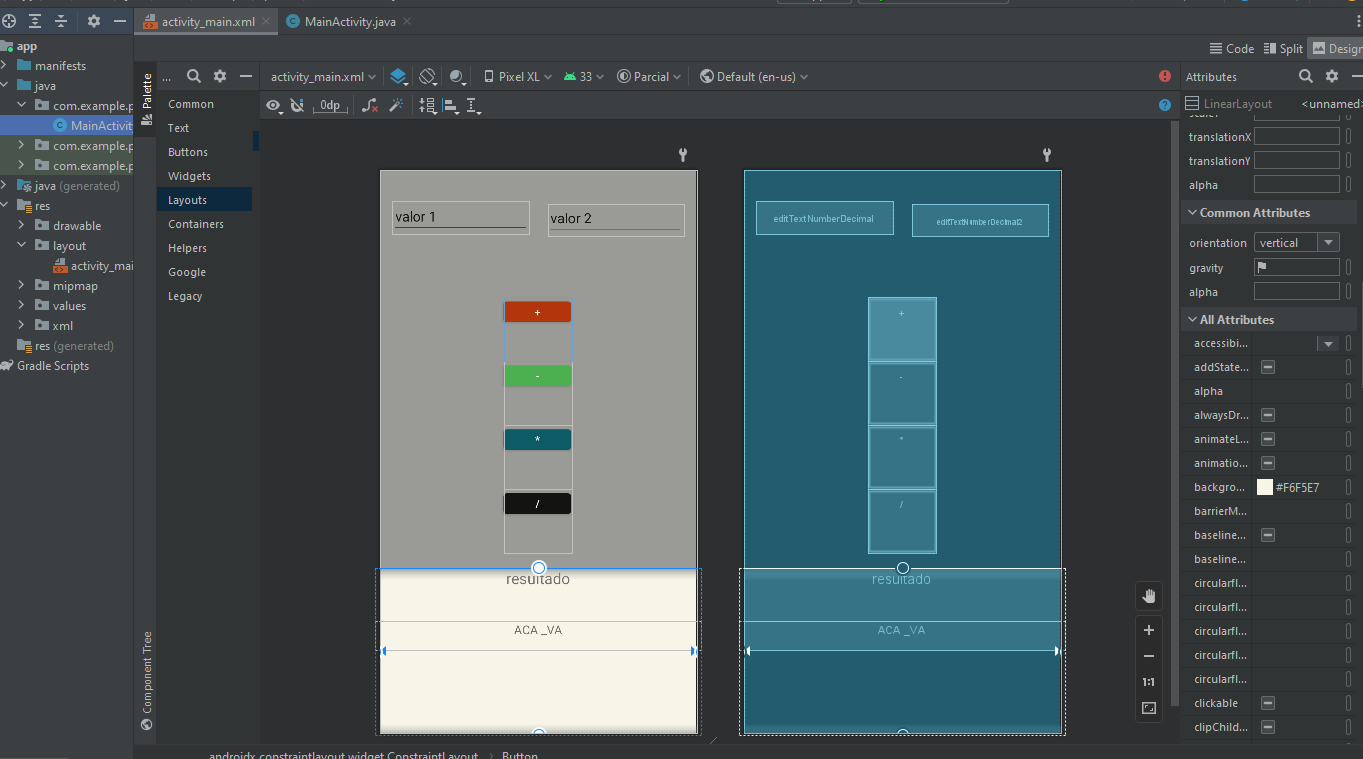 activity_main.xml
MainActivity.java
app
manifests
java
com.example.p
MainActivit
com.example.p
com.example.p
java (generated)
res
drawable
layout
activity_mai
mipmap
values
xml
res (generated)
Gradle Scripts
Code
Split
Design
Palette
...
Common
Text
Buttons
Widgets
Layouts
Containers
Helpers
Google
Legacy
Component Tree
activity_main.xml
Pixel XL
33
Parcial
Default (en-us)
0dp
valor 1
valor 2
+
-
*
/
resultado
ACA _VA
editTextNumberDecimal
editTextNumberDecimal2
+
-
*
/
resultado
ACA _VA
1:1
Attributes
LinearLayout
<unnamed>
scaleY
translationX
translationY
alpha
Common Attributes
orientation
vertical
gravity
alpha
All Attributes
accessibi...
addState...
alpha
alwaysDr...
animateL...
animatio...
backgro...
#F6F5E7
barrierM...
baseline...
baseline...
circularfl...
circularfl...
circularfl...
circularfl...
circularfl...
clickable
clipChild...
androidx.constraintlayout.widget.ConstraintLayout
Button